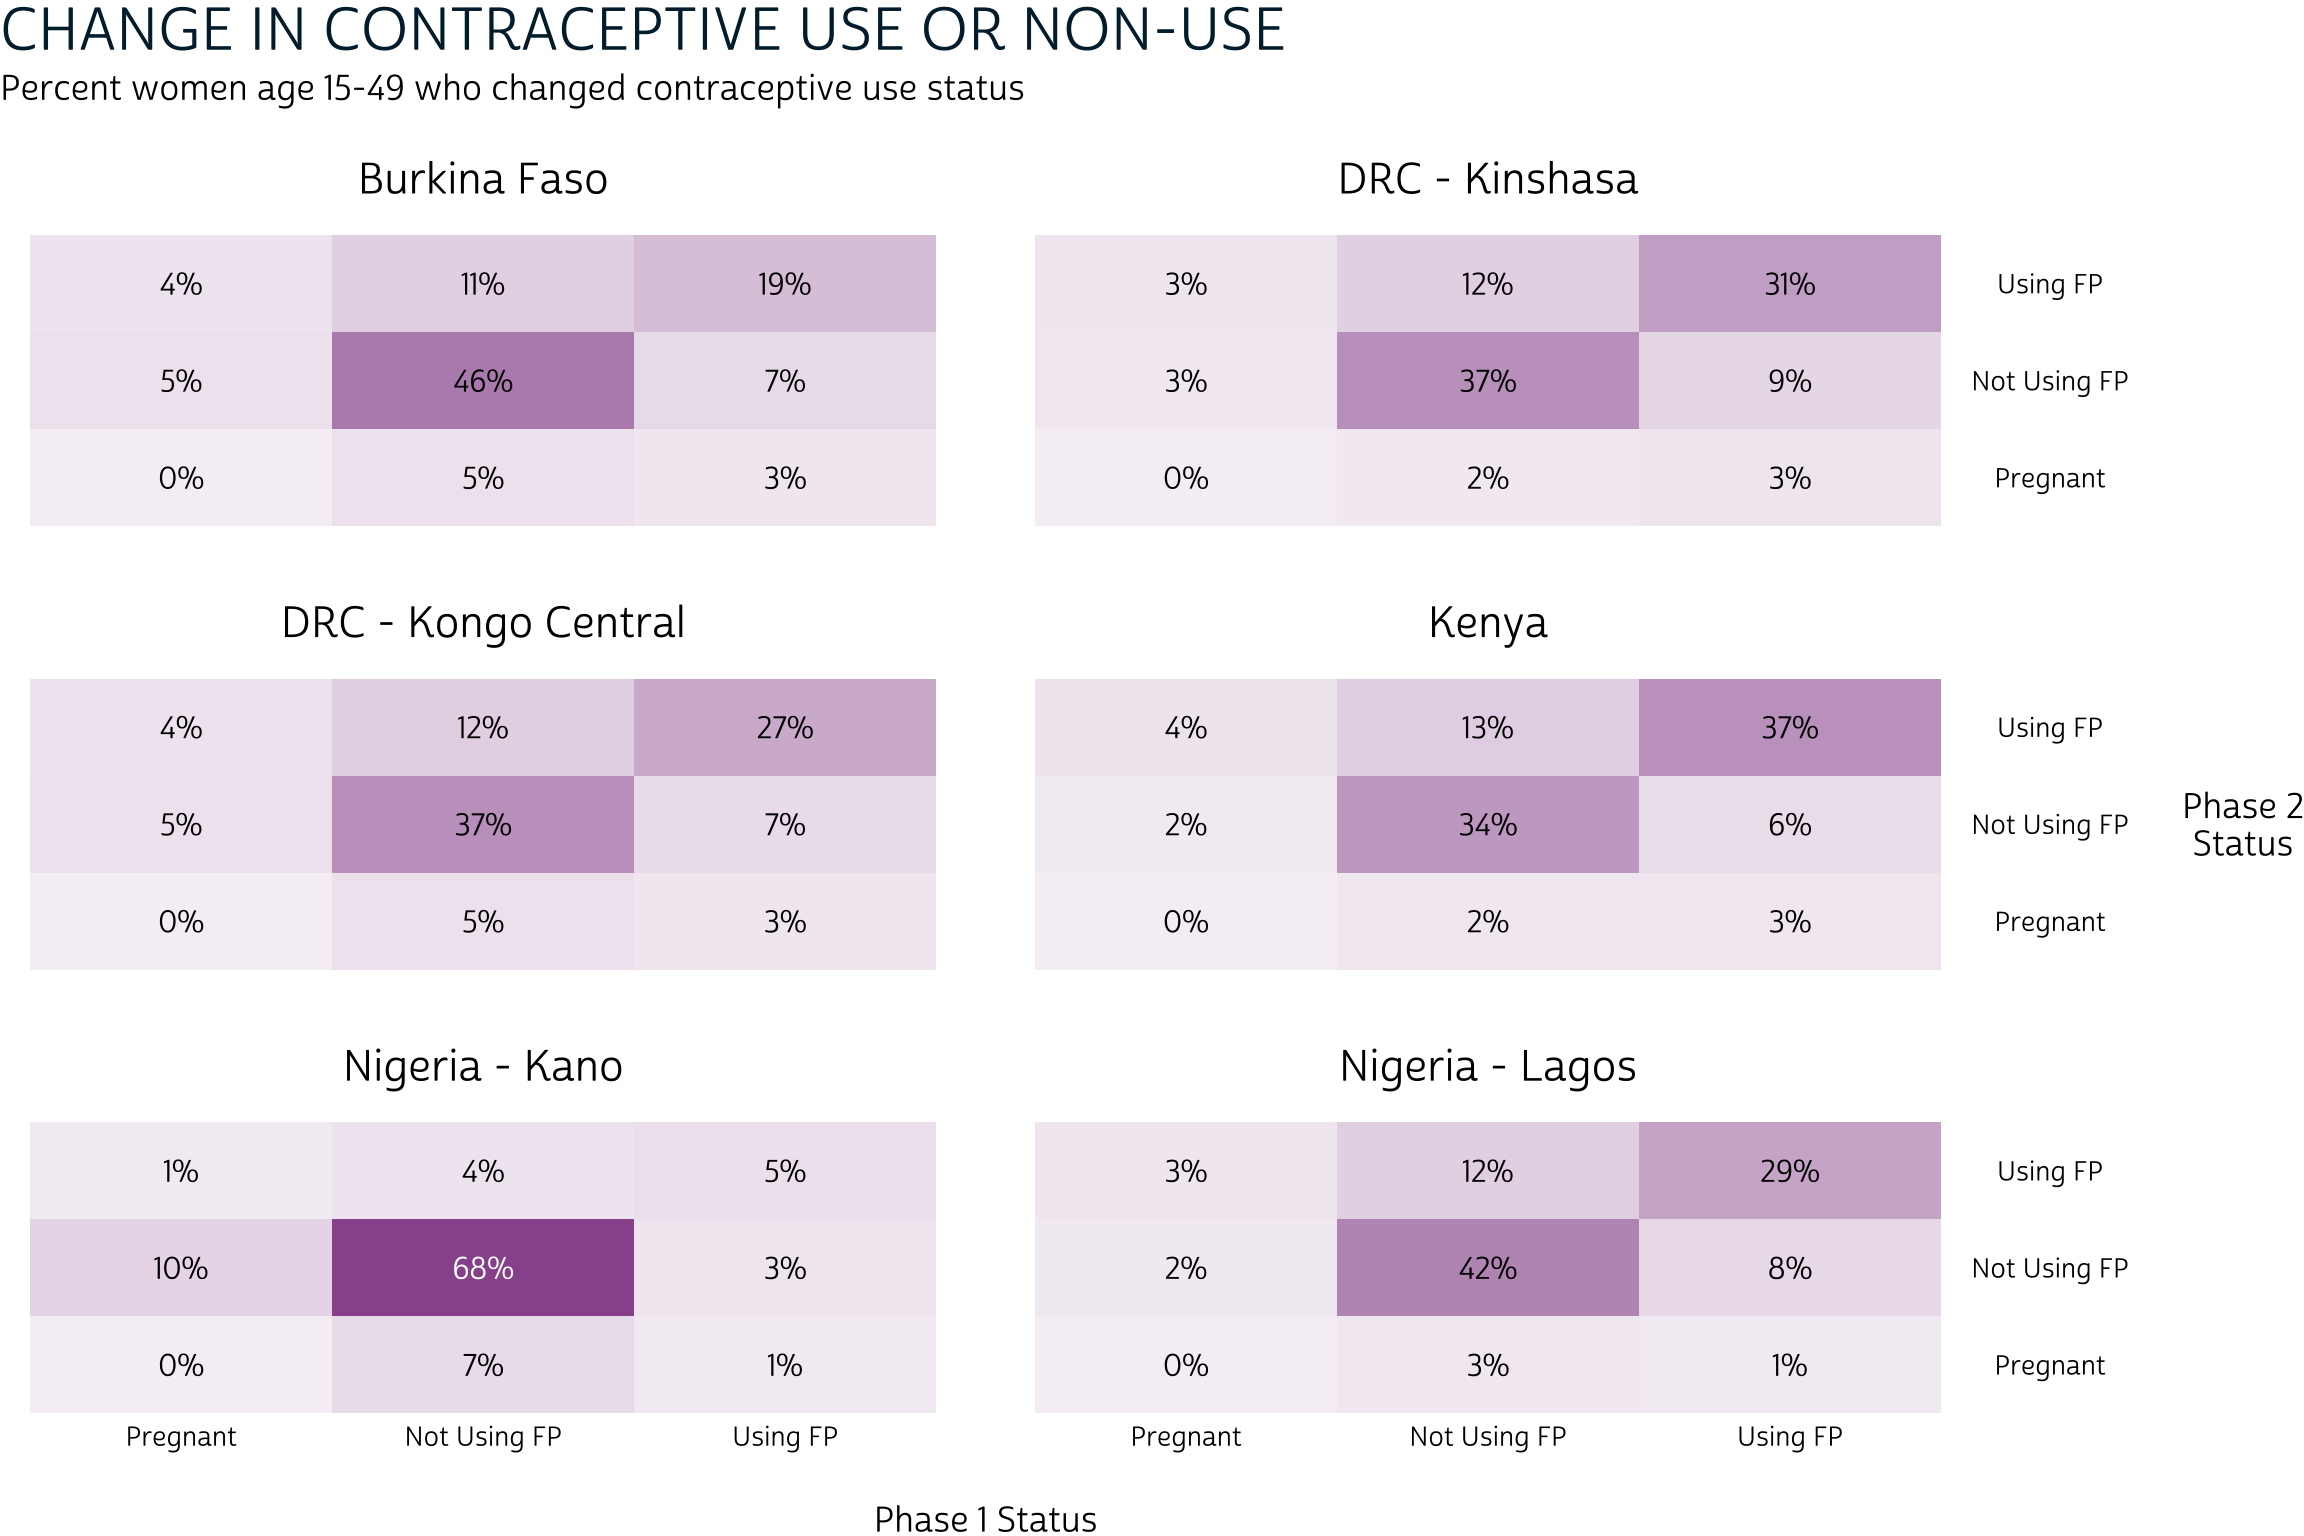 CHANGE IN CONTRACEPTIVE USE OR NON-USE
Percent women age 15-49 who changed contraceptive use status
Burkina Faso
4% 11% 19%
5% 46% 7%
0% 5% 3%
DRC - Kinshasa
3% 12% 31% Using FP
3% 37% 9% Not Using FP
0% 2% 3% Pregnant
DRC - Kongo Central
4% 12% 27%
5% 37% 7%
0% 5% 3%
Kenya
4% 13% 37% Using FP
2% 34% 6% Not Using FP
0% 2% 3% Pregnant
Phase 2
Status
Nigeria - Kano
1% 4% 5%
10% 68% 3%
0% 7% 1%
Pregnant Not Using FP Using FP
Nigeria - Lagos
3% 12% 29% Using FP
2% 42% 8% Not Using FP
0% 3% 1% Pregnant
Pregnant Not Using FP Using FP
Phase 1 Status